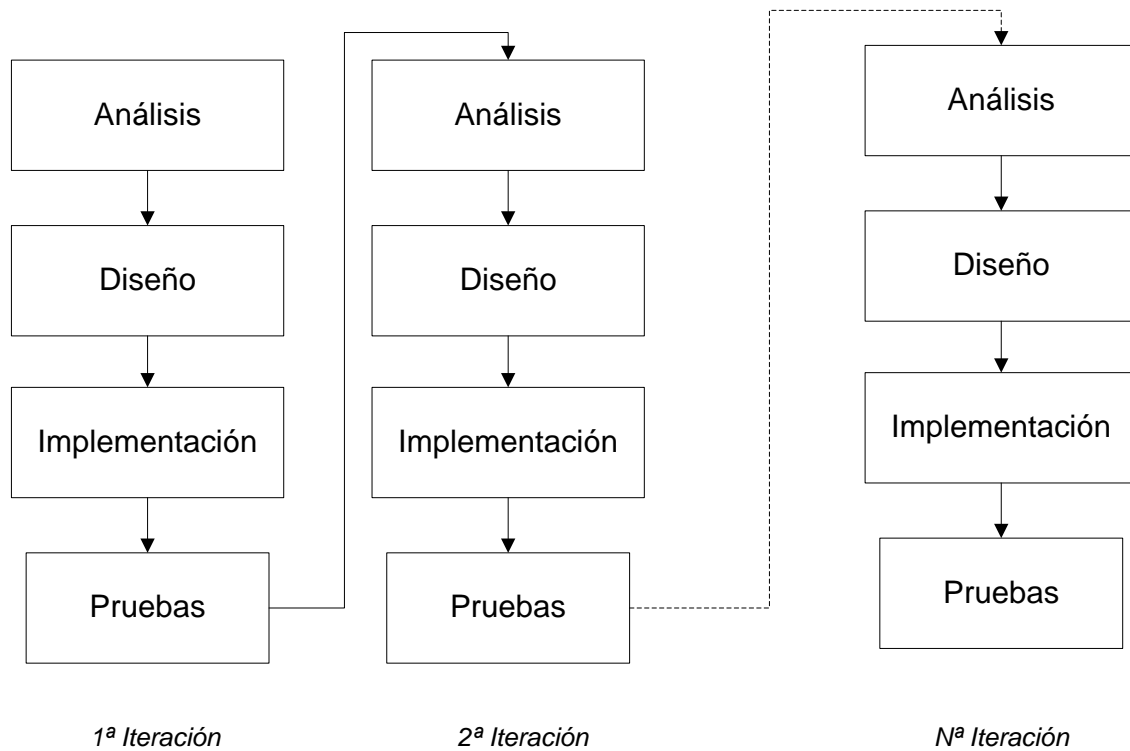 Análisis
Diseño
Implementación
Pruebas
1ª Iteración
Análisis
Diseño
Implementación
Pruebas
2ª Iteración
Análisis
Diseño
Implementación
Pruebas
Nª Iteración